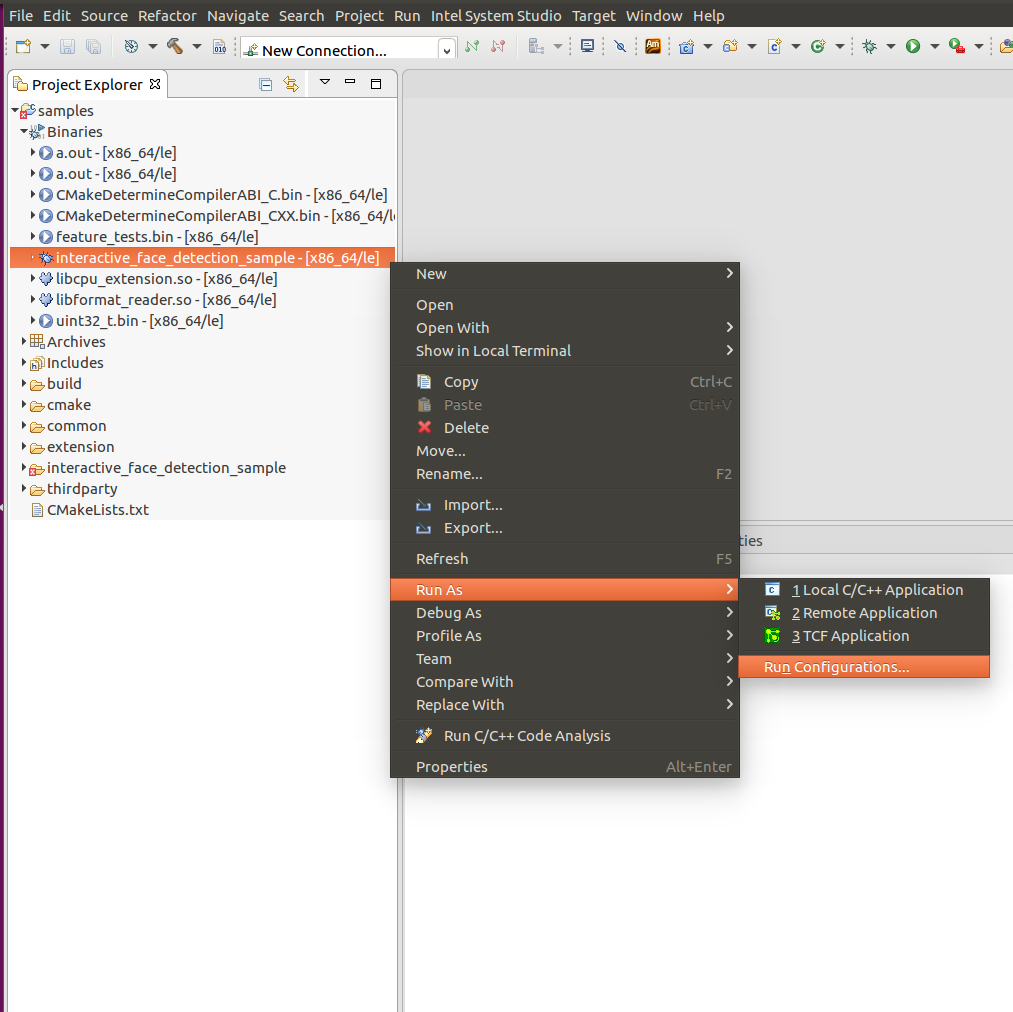 File Edit Source Refactor Navigate Search Project Run Intel System Studio Target Window Help
010 New Connection... Am C C
Project Explorer
samples
Binaries
a.out - [x86_64/le]
a.out - [x86_64/le]
CMakeDetermineCompilerABI_C.bin - [x86_64/le]
CMakeDetermineCompilerABI_CXX.bin - [x86_64/l
feature_tests.bin - [x86_64/le]
interactive_face_detection_sample - [x86_64/le]
libcpu_extension.so - [x86_64/le]
libformat_reader.so - [x86_64/le]
uint32_t.bin - [x86_64/le]
Archives
Includes
build
cmake
common
extension
interactive_face_detection_sample
thirdparty
CMakeLists.txt
New
Open
Open With
Show in Local Terminal
Copy Ctrl+C
Paste Ctrl+V
Delete
Move...
Rename... F2
Import...
Export...
Refresh F5
ties
Run As
Debug As
Profile As
Team
Compare With
Replace With
Run C/C++ Code Analysis
Properties Alt+Enter
1 Local C/C++ Application
2 Remote Application
3 TCF Application
Run Configurations...